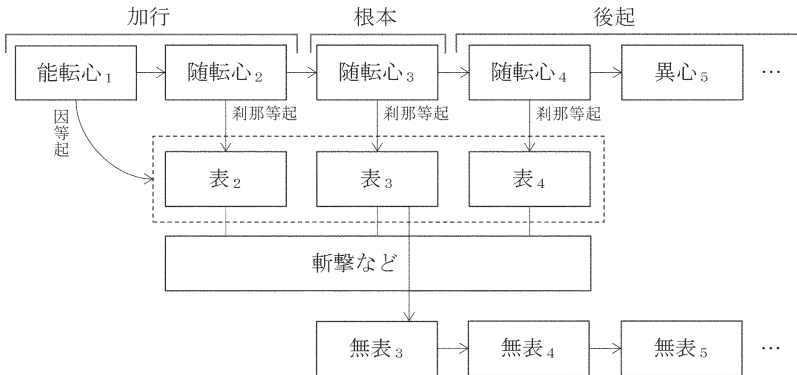 加行 根本 後起
能転心₁ 随転心₂ 随転心₃ 随転心₄ 異心₅ …
因等起 刹那等起 刹那等起 刹那等起
表₂ 表₃ 表₄
斬撃など
無表₃ 無表₄ 無表₅ …